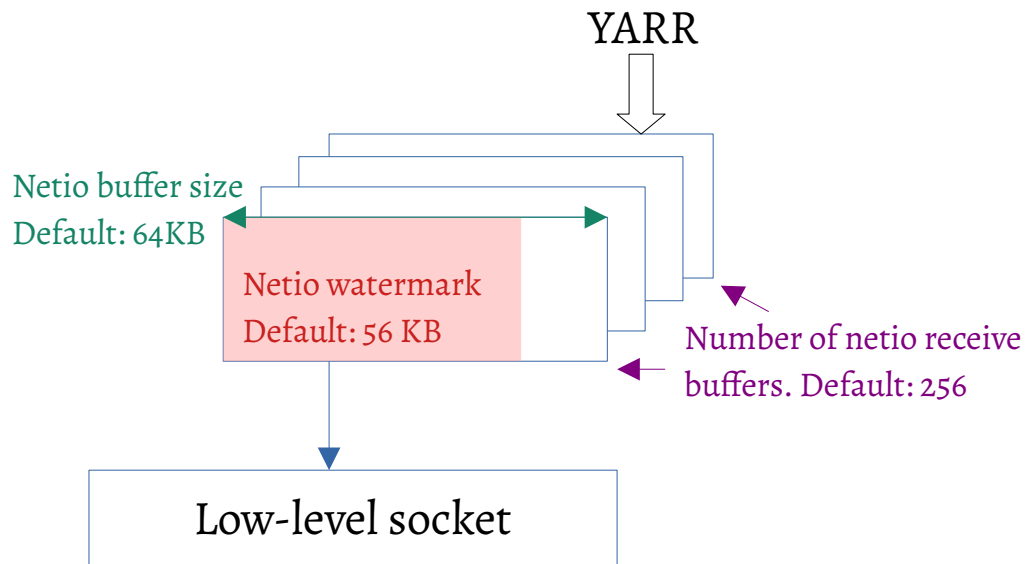 YARR
Netio buffer size
Default: 64KB
Netio watermark
Default: 56 KB
Number of netio receive
buffers. Default: 256
Low-level socket